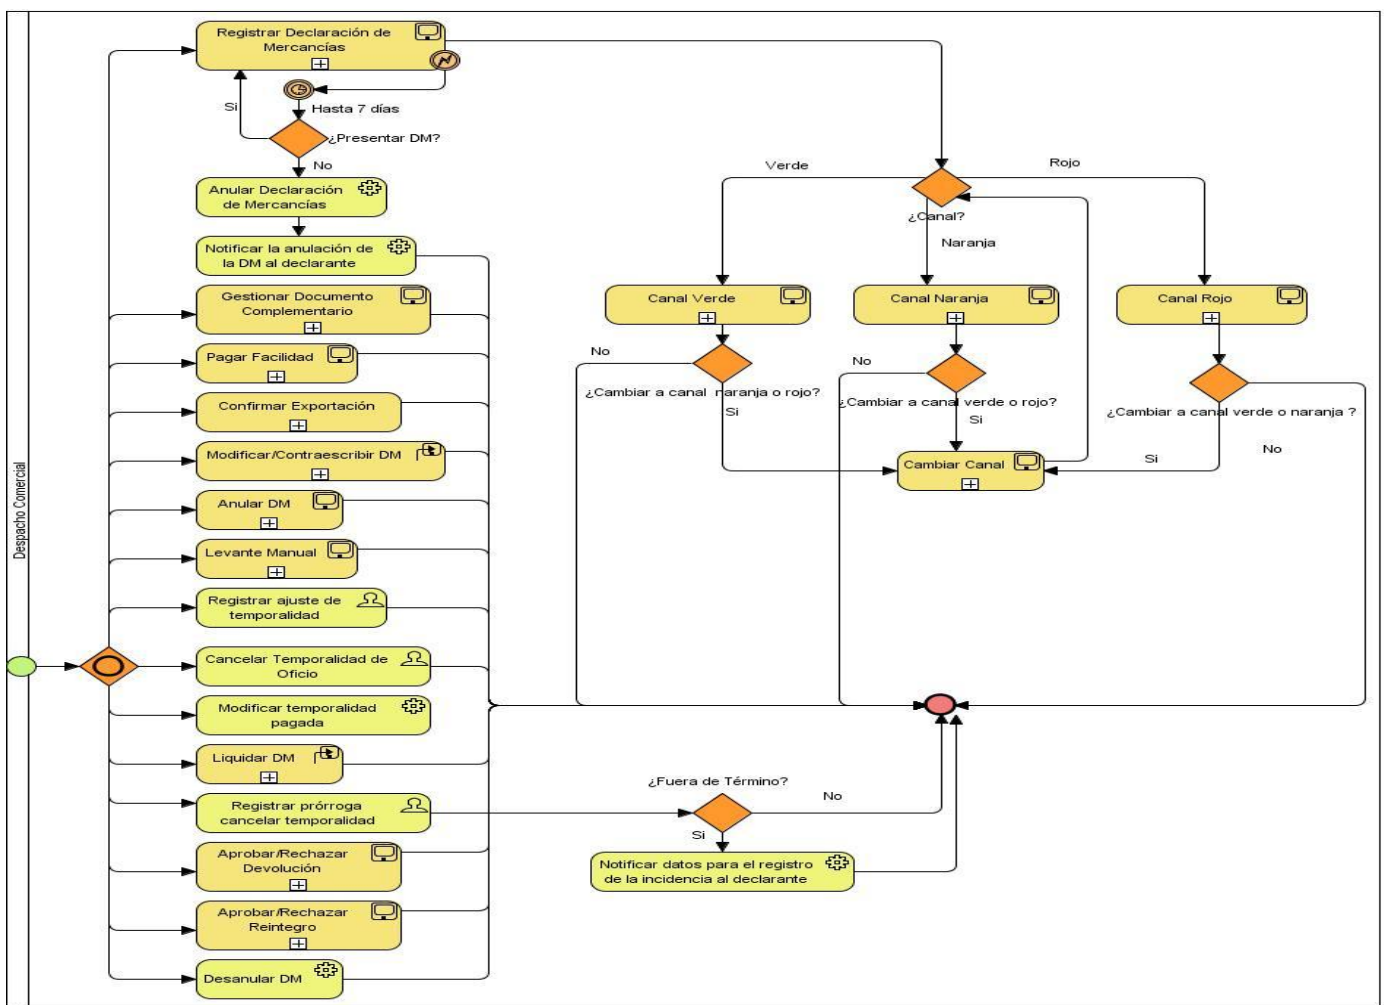 Despacho Comercial
Registrar Declaración de
Mercancías
Hasta 7 días
Si
¿Presentar DM?
No
Anular Declaración
de Mercancías
Notificar la anulación de
la DM al declarante
Gestionar Documento
Complementario
Pagar Facilidad
Confirmar Exportación
Modificar/Contraescribir DM
Anular DM
Levante Manual
Registrar ajuste de
temporalidad
Cancelar Temporalidad de
Oficio
Modificar temporalidad
pagada
Liquidar DM
Registrar prórroga
cancelar temporalidad
Aprobar/Rechazar
Devolución
Aprobar/Rechazar
Reintegro
Desanular DM
Verde
Rojo
¿Canal?
Naranja
Canal Verde
Canal Naranja
Canal Rojo
No
¿Cambiar a canal naranja o rojo?
Si
No
¿Cambiar a canal verde o rojo?
Si
¿Cambiar a canal verde o naranja ?
Si
No
Cambiar Canal
¿Fuera de Término?
No
Si
Notificar datos para el registro
de la incidencia al declarante